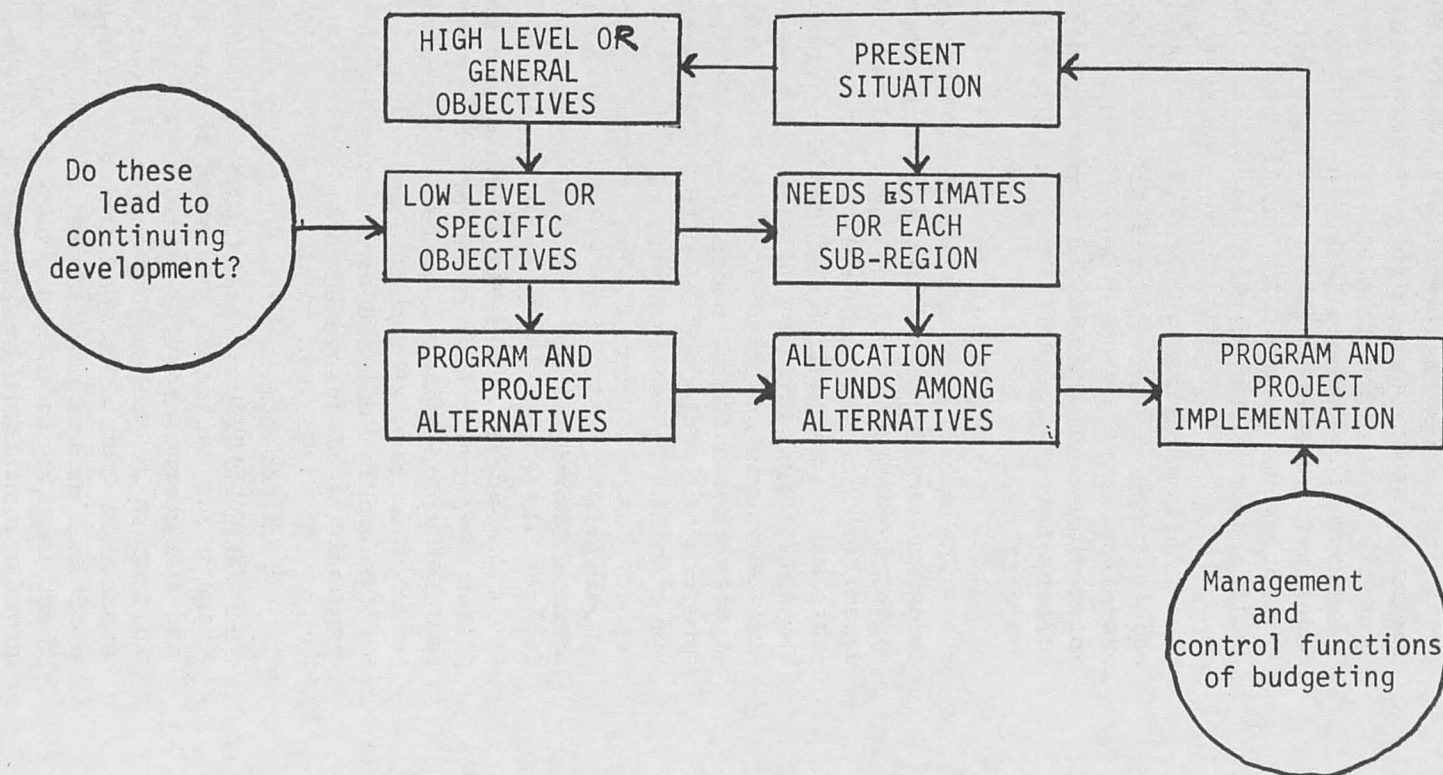 HIGH LEVEL OR
GENERAL
OBJECTIVES
PRESENT
SITUATION
Do these
lead to
continuing
development?
LOW LEVEL OR
SPECIFIC
OBJECTIVES
NEEDS ESTIMATES
FOR EACH
SUB-REGION
PROGRAM AND
PROJECT
ALTERNATIVES
ALLOCATION OF
FUNDS AMONG
ALTERNATIVES
PROGRAM AND
PROJECT
IMPLEMENTATION
Management
and
control functions
of budgeting